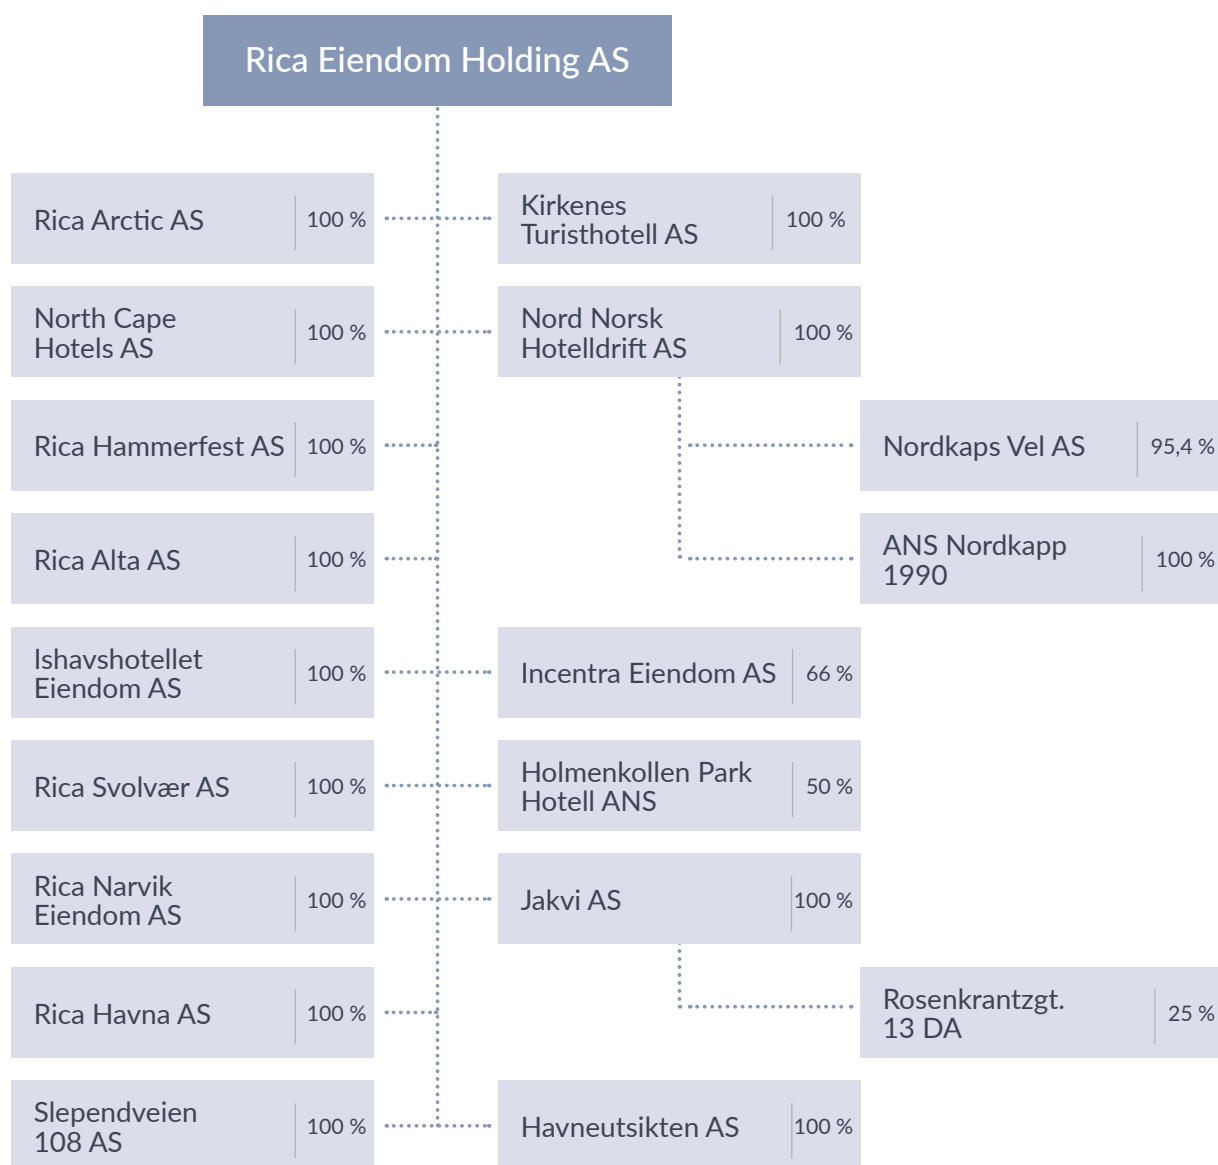 Rica Eiendom Holding AS
Rica Arctic AS 100 %
Kirkenes
Turisthotell AS 100 %
North Cape
Hotels AS 100 %
Nord Norsk
Hotelldrift AS 100 %
Rica Hammerfest AS 100 %
Nordkaps Vel AS 95,4 %
Rica Alta AS 100 %
ANS Nordkapp
1990 100 %
Ishavshotellet
Eiendom AS 100 %
Incentra Eiendom AS 66 %
Rica Svolvær AS 100 %
Holmenkollen Park
Hotell ANS 50 %
Rica Narvik
Eiendom AS 100 %
Jakvi AS 100 %
Rica Havna AS 100 %
Rosenkrantzgt.
13 DA 25 %
Slependveien
108 AS 100 %
Havneutsikten AS 100 %